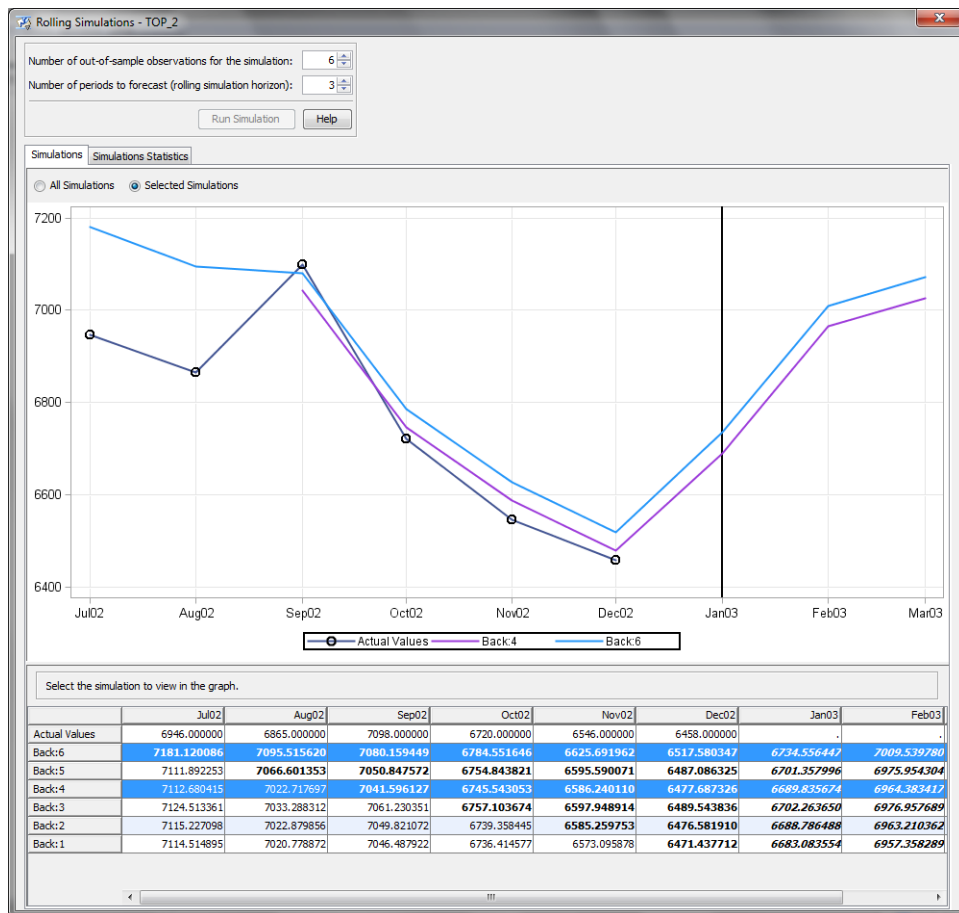 Rolling Simulations - TOP_2
Number of out-of-sample observations for the simulation: 6
Number of periods to forecast (rolling simulation horizon): 3
Run Simulation Help
Simulations Simulations Statistics
All Simulations Selected Simulations
7200
7000
6800
6600
6400
Jul02 Aug02 Sep02 Oct02 Nov02 Dec02 Jan03 Feb03 Mar03
Actual Values Back:4 Back:6
Select the simulation to view in the graph.
Jul02 Aug02 Sep02 Oct02 Nov02 Dec02 Jan03 Feb03
Actual Values 6946.000000 6865.000000 7098.000000 6720.000000 6546.000000 6458.000000 . .
Back:6 7181.120086 7095.515620 7080.159449 6784.551646 6625.691962 6517.580347 6734.556447 7009.539780
Back:5 7111.892253 7066.601353 7050.847572 6754.843821 6595.590071 6487.086325 6701.357996 6975.954304
Back:4 7112.680415 7022.717697 7041.596127 6745.543053 6586.240110 6477.687326 6689.835674 6964.383417
Back:3 7124.513361 7033.288312 7061.230351 6757.103674 6597.948914 6489.543836 6702.263650 6976.957689
Back:2 7115.227098 7022.879856 7049.821072 6739.358445 6585.259753 6476.581910 6688.786488 6963.210362
Back:1 7114.514895 7020.778872 7046.487922 6736.414577 6573.095878 6471.437712 6683.083554 6957.358289